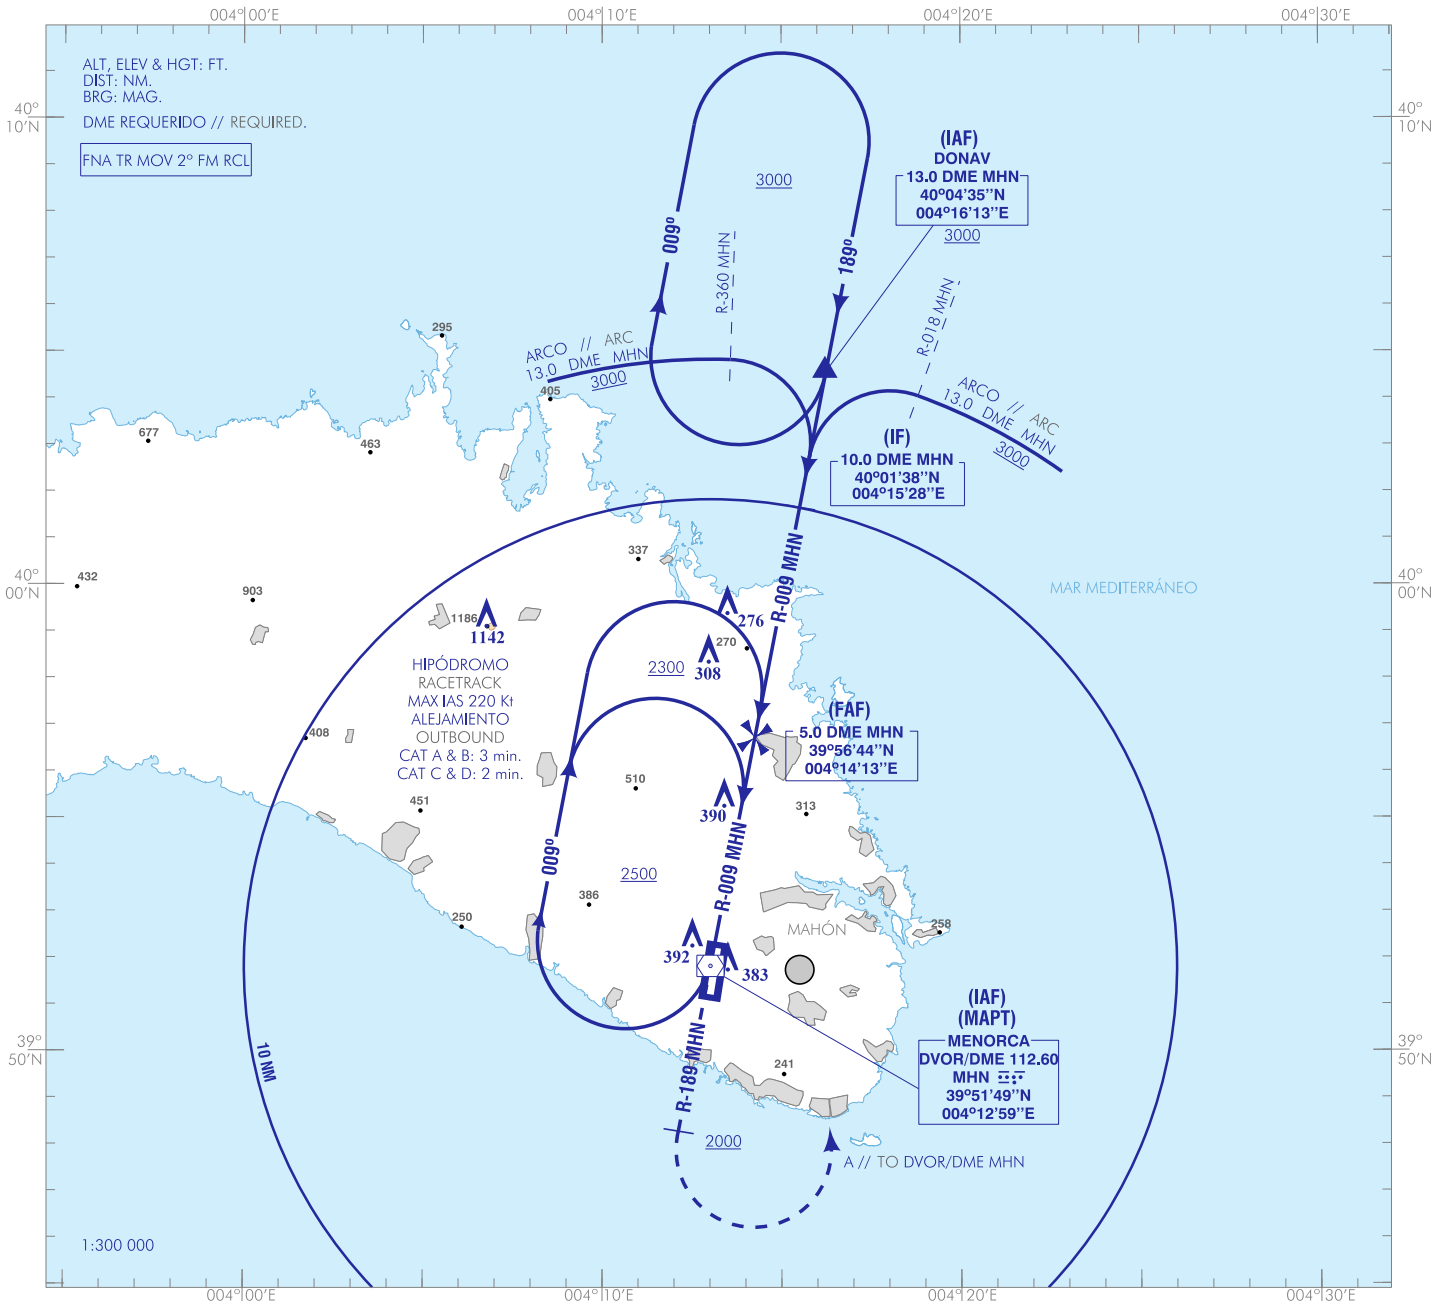 004°00'E
004°10'E
004°20'E
004°30'E
ALT, ELEV & HGT: FT.
DIST: NM.
BRG: MAG.
DME REQUERIDO // REQUIRED.
FNA TR MOV 2° FM RCL
40°
10'N
40°
10'N
(IAF)
DONAV
13.0 DME MHN
40°04'35''N
004°16'13''E
3000
3000
009º
189º
R-360 MHN
R-018 MHN
295
ARCO // ARC
13.0 DME MHN
3000
405
ARCO // ARC
13.0 DME MHN
3000
677
463
(IF)
10.0 DME MHN
40°01'38''N
004°15'28''E
337
R-009 MHN
40°
00'N
432
903
MAR MEDITERRÁNEO
40°
00'N
1186
1142
276
270
308
2300
HIPÓDROMO
RACETRACK
MAX IAS 220 Kt
ALEJAMIENTO
OUTBOUND
CAT A & B: 3 min.
CAT C & D: 2 min.
408
(FAF)
5.0 DME MHN
39°56'44''N
004°14'13''E
510
451
390
313
009º
R-009 MHN
2500
386
250
MAHÓN
258
392
383
(IAF)
(MAPT)
MENORCA
DVOR/DME 112.60
MHN
39°51'49''N
004°12'59''E
39°
50'N
39°
50'N
10 NM
241
R-189 MHN
2000
A // TO DVOR/DME MHN
1:300 000
004°00'E
004°10'E
004°20'E
004°30'E